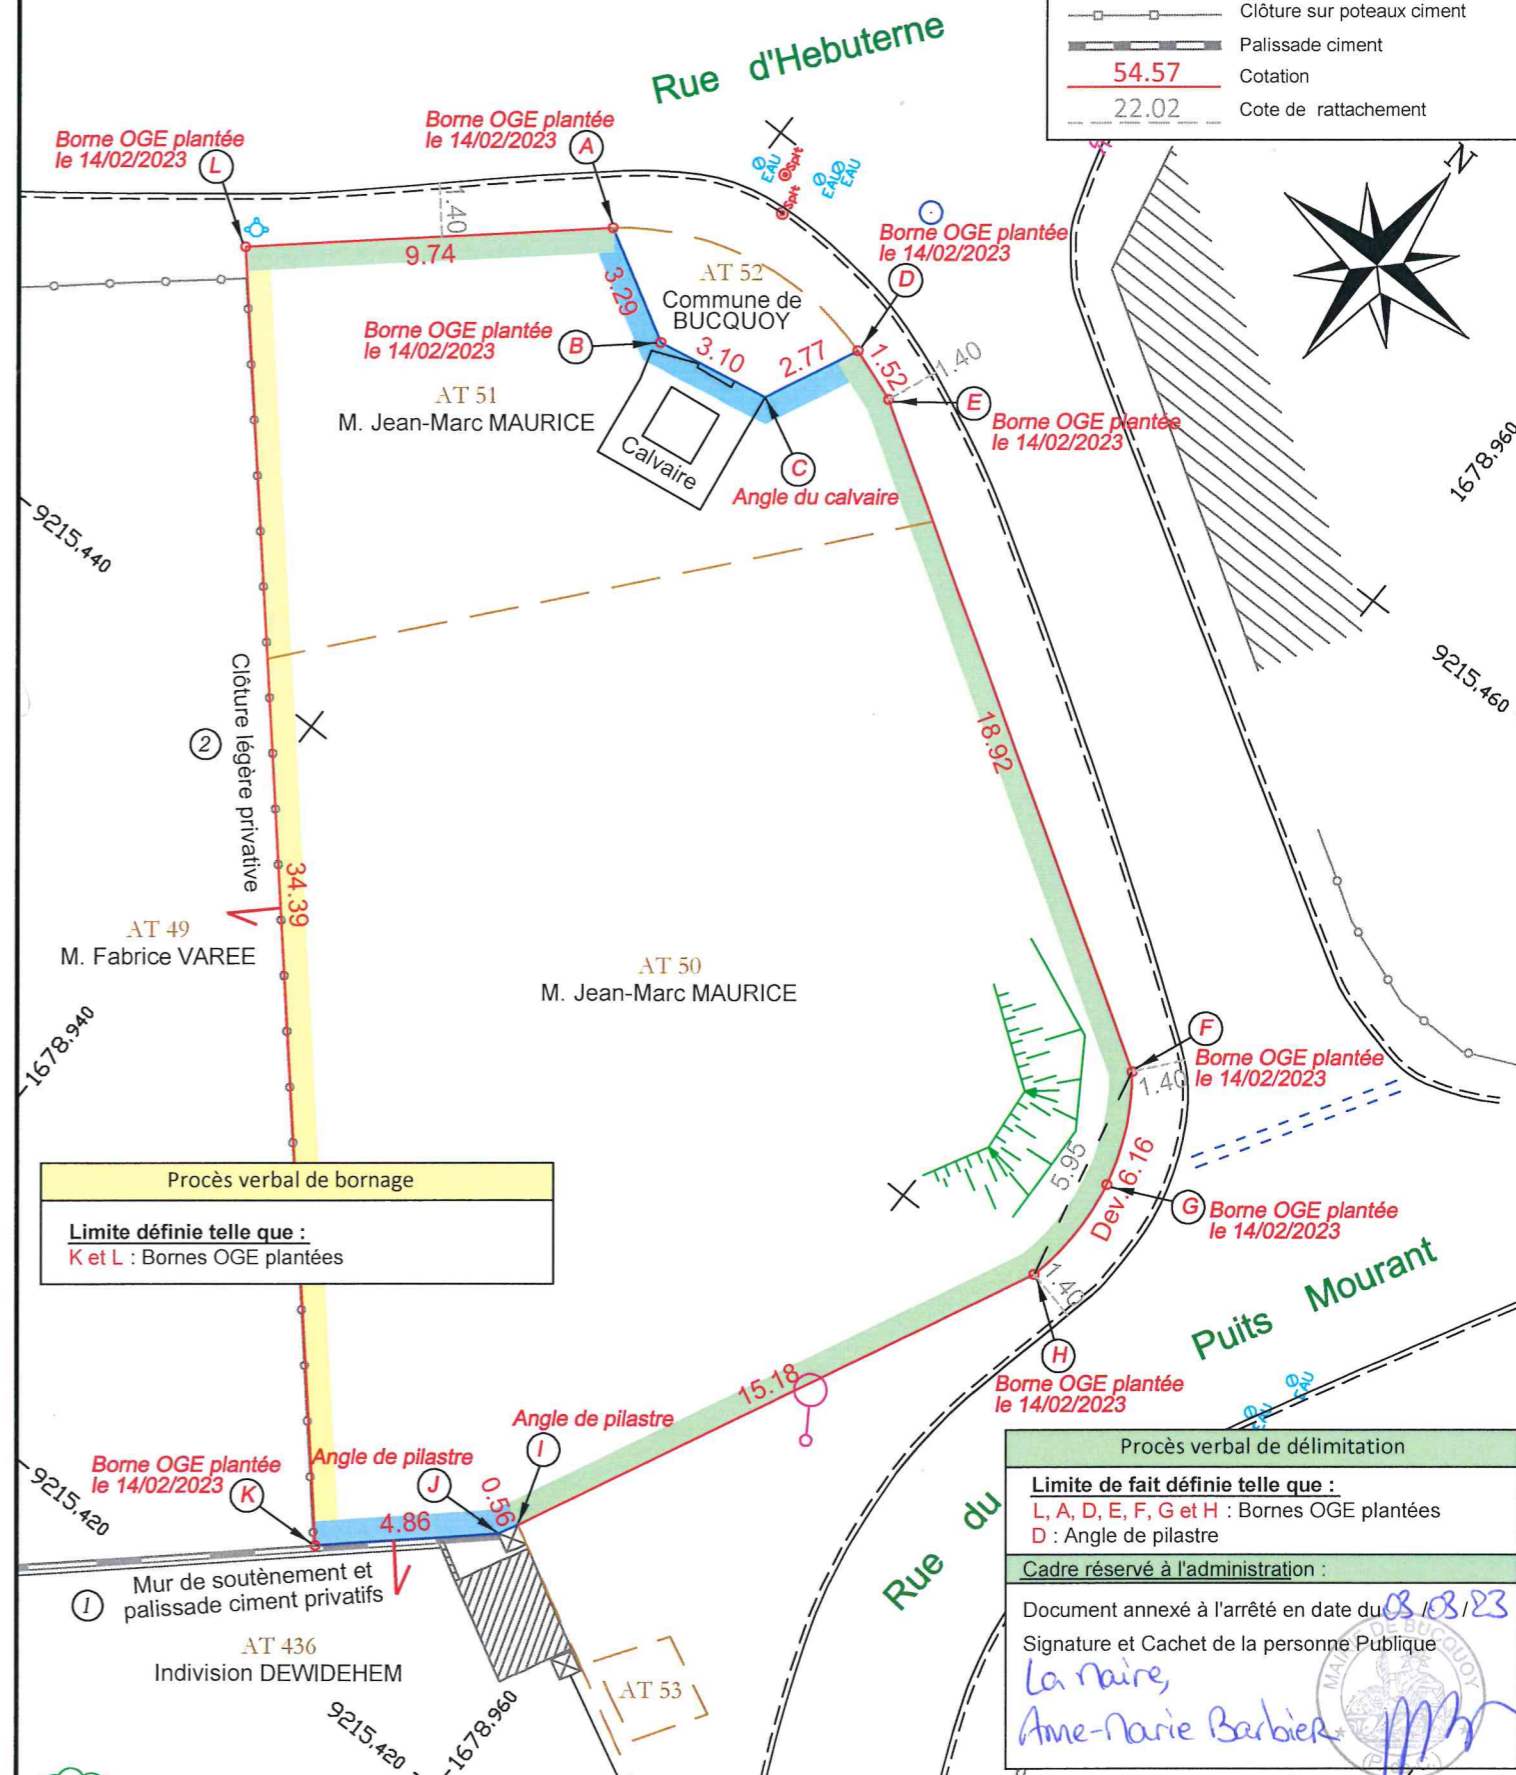 Clôture sur poteaux ciment
Palissade ciment
54.57 Cotation
22.02 Cote de rattachement
Rue d'Hebuterne
N
Borne OGE plantée
le 14/02/2023
L
Borne OGE plantée
le 14/02/2023
A
EAU
Splt
Splt
EAU
EAU
1.40
9.74
3.29
AT 52
Commune de
BUCQUOY
Borne OGE plantée
le 14/02/2023
D
Borne OGE plantée
le 14/02/2023
B
3.10
2.77
1.52
1.40
E
Borne OGE plantée
le 14/02/2023
AT 51
M. Jean-Marc MAURICE
Calvaire
C
Angle du calvaire
1678.960
9215.440
9215.460
2
Clôture légère privative
18.92
34.39
AT 49
M. Fabrice VAREE
AT 50
M. Jean-Marc MAURICE
1678.940
F
Borne OGE plantée
le 14/02/2023
1.40
5.95
Dev. 6.16
G
Borne OGE plantée
le 14/02/2023
Procès verbal de bornage
Limite définie telle que :
K et L : Bornes OGE plantées
1.40
H
Borne OGE plantée
le 14/02/2023
Rue du Puits Mourant
EAU
EAU
15.18
Angle de pilastre
I
Angle de pilastre
J
0.56
Borne OGE plantée
le 14/02/2023
K
4.86
9215.420
1
Mur de soutènement et
palissade ciment privatifs
AT 436
Indivision DEWIDEHEM
AT 53
9215.420
1678.960
Procès verbal de délimitation
Limite de fait définie telle que :
L, A, D, E, F, G et H : Bornes OGE plantées
D : Angle de pilastre
Cadre réservé à l'administration :
Document annexé à l'arrêté en date du 03/03/23
Signature et Cachet de la personne Publique
La Maire,
Anne-Marie Barbier
MAIRIE DE BUCQUOY